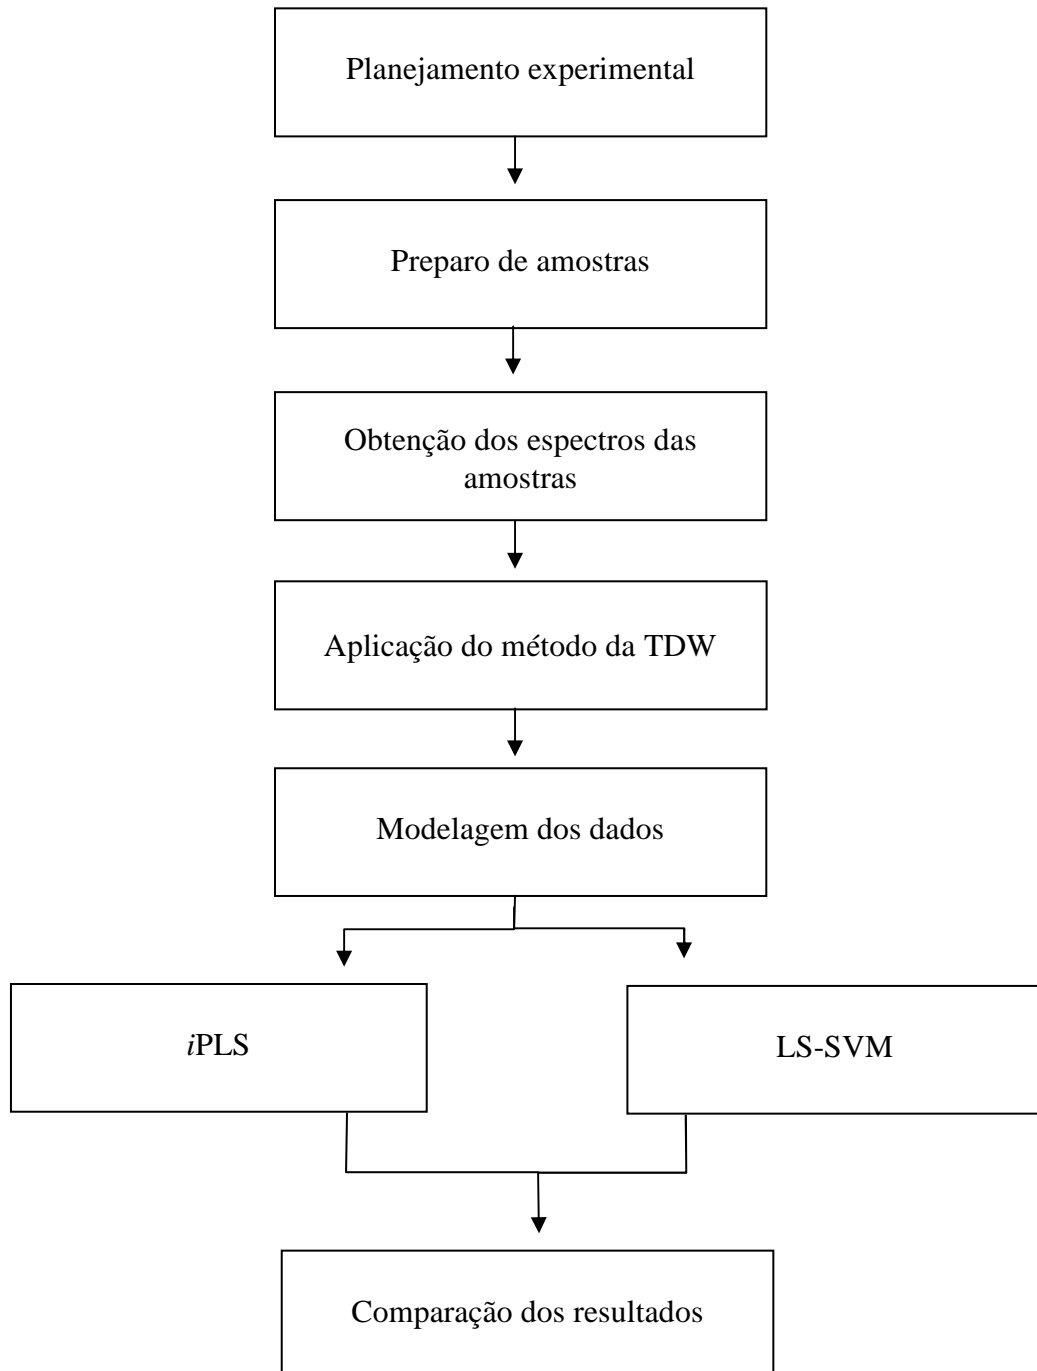 Planejamento experimental
Preparo de amostras
Obtenção dos espectros das
amostras
Aplicação do método da TDW
Modelagem dos dados
iPLS
LS-SVM
Comparação dos resultados